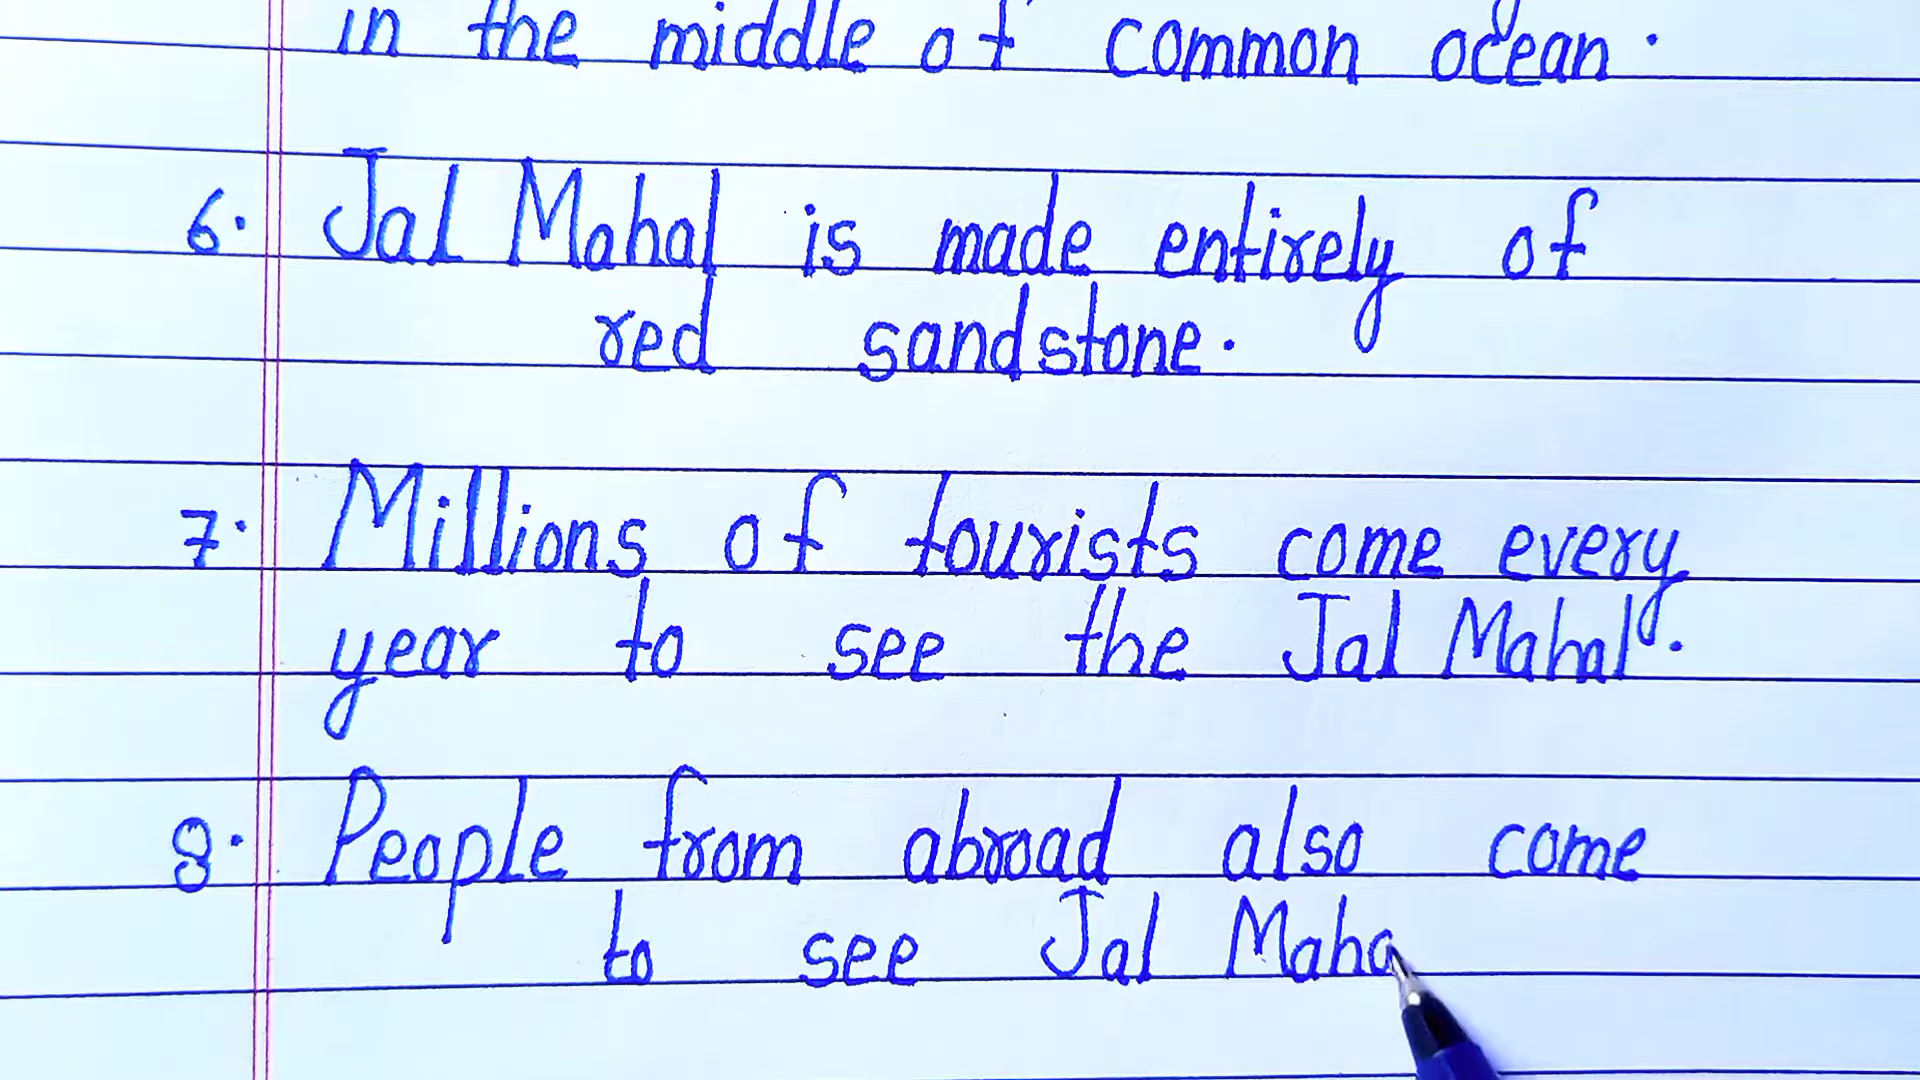 in the middle of common ocean.
6. Jal Mahal is made entirely of
red sandstone.
7. Millions of tourists come every
year to see the Jal Mahal.
8. People from abroad also come
to see Jal Maha